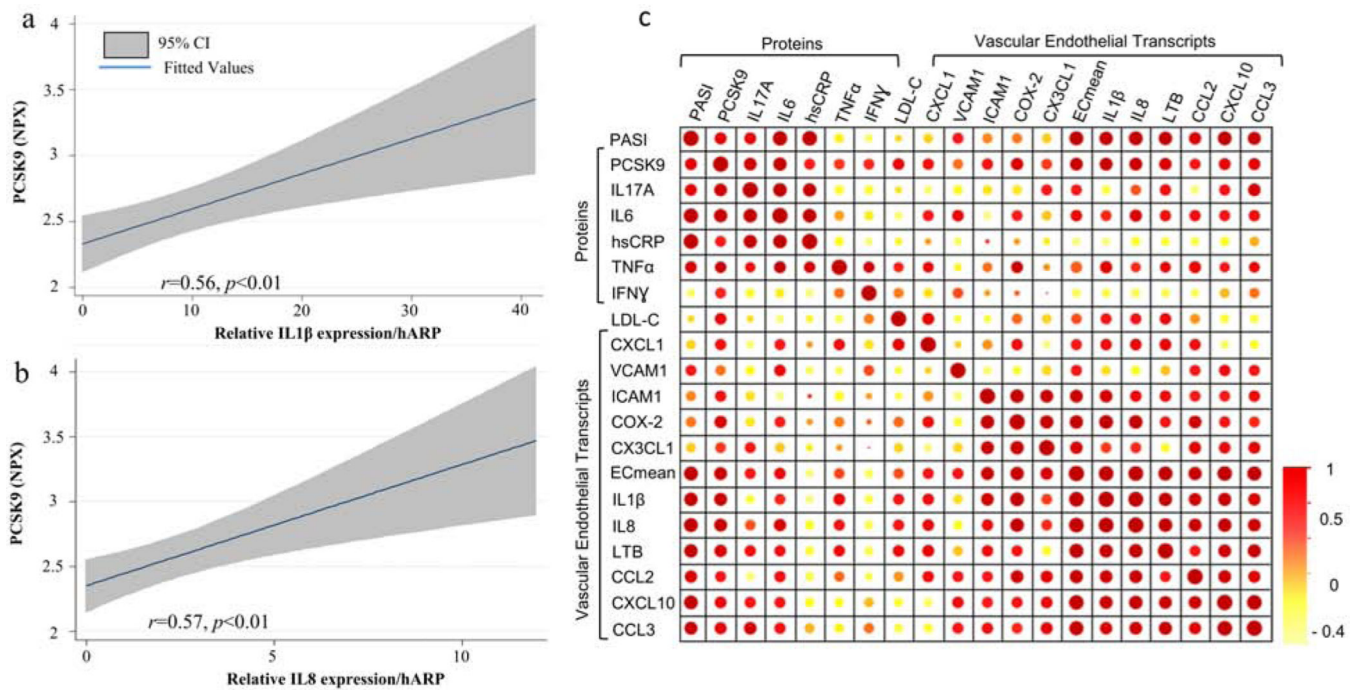 a
4
3.5
3
2.5
2
PCSK9 (NPX)
95% CI
Fitted Values
r=0.56, p<0.01
0 10 20 30 40
Relative IL1β expression/hARP
b
4
3.5
3
2.5
2
PCSK9 (NPX)
r=0.57, p<0.01
0 5 10
Relative IL8 expression/hARP
c
Proteins
Vascular Endothelial Transcripts
PASI PCSK9 IL17A IL6 hsCRP TNFα IFNƔ LDL-C CXCL1 VCAM1 ICAM1 COX-2 CX3CL1 ECmean IL1β IL8 LTB CCL2 CXCL10 CCL3
Proteins
Vascular Endothelial Transcripts
PASI
PCSK9
IL17A
IL6
hsCRP
TNFα
IFNƔ
LDL-C
CXCL1
VCAM1
ICAM1
COX-2
CX3CL1
ECmean
IL1β
IL8
LTB
CCL2
CXCL10
CCL3
1
0.5
0
- 0.4